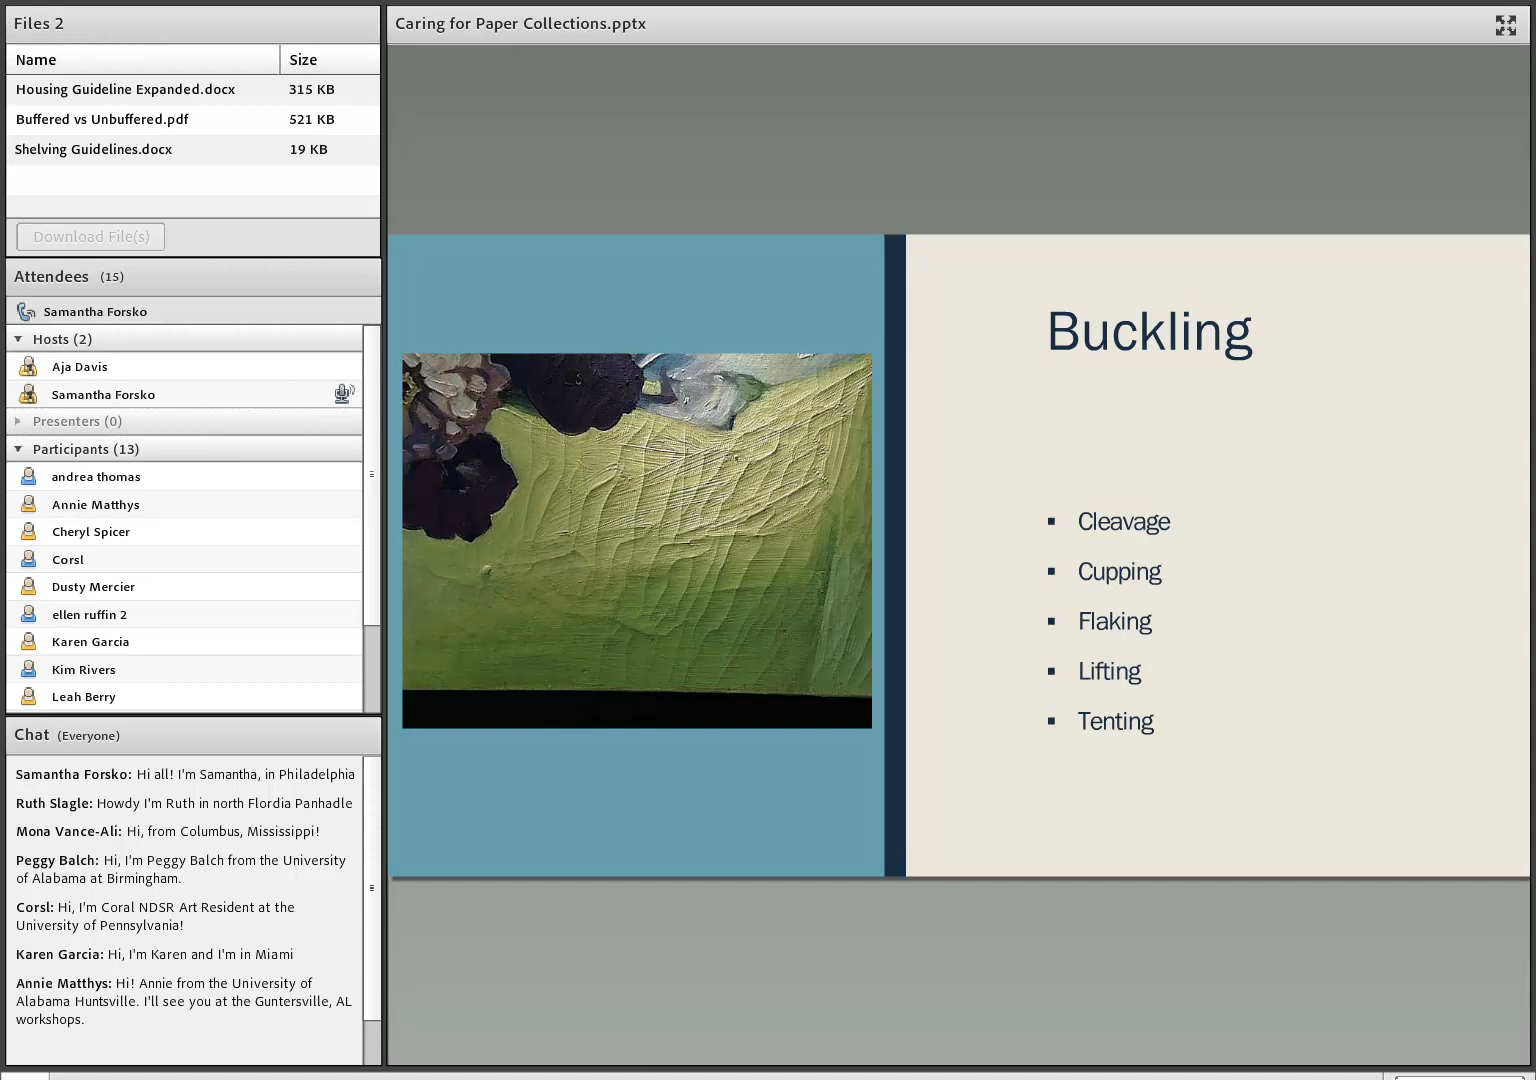 Files 2
Name Size
Housing Guideline Expanded.docx 315 KB
Buffered vs Unbuffered.pdf 521 KB
Shelving Guidelines.docx 19 KB
Download File(s)
Attendees (15)
Samantha Forsko
Hosts (2)
Aja Davis
Samantha Forsko
Presenters (0)
Participants (13)
andrea thomas
Annie Matthys
Cheryl Spicer
Corsl
Dusty Mercier
ellen ruffin 2
Karen Garcia
Kim Rivers
Leah Berry
Chat (Everyone)
Samantha Forsko: Hi all! I'm Samantha, in Philadelphia
Ruth Slagle: Howdy I'm Ruth in north Flordia Panhadle
Mona Vance-Ali: Hi, from Columbus, Mississippi!
Peggy Balch: Hi, I'm Peggy Balch from the University
of Alabama at Birmingham.
Corsl: Hi, I'm Coral NDSR Art Resident at the
University of Pennsylvania!
Karen Garcia: Hi, I'm Karen and I'm in Miami
Annie Matthys: Hi! Annie from the University of
Alabama Huntsville. I'll see you at the Guntersville, AL
workshops.
Caring for Paper Collections.pptx
Buckling
▪ Cleavage
▪ Cupping
▪ Flaking
▪ Lifting
▪ Tenting